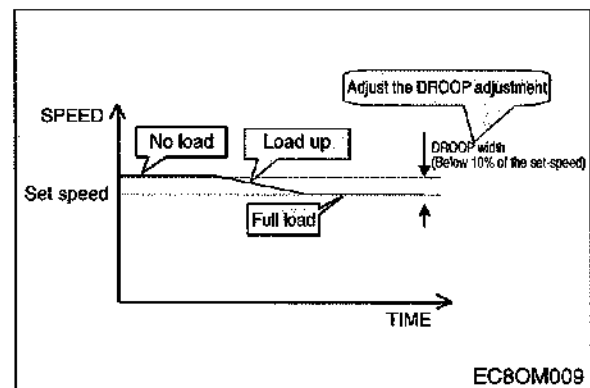 Adjust the DROOP adjustment
SPEED
No load
Load up
DROOP width
(Below 10% of the set-speed)
Set speed
Full load
TIME
EC8OM009